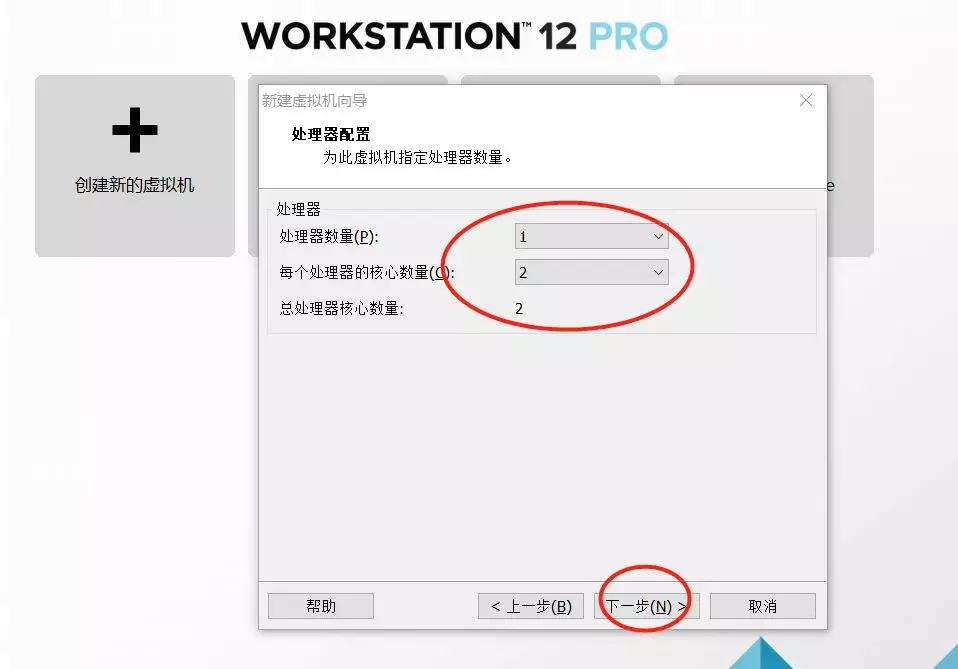 WORKSTATION™ 12 PRO
创建新的虚拟机
新建虚拟机向导
处理器配置
为此虚拟机指定处理器数量。
e
处理器
处理器数量(P): 1
每个处理器的核心数量(C): 2
总处理器核心数量: 2
帮助 < 上一步(B) 下一步(N) > 取消